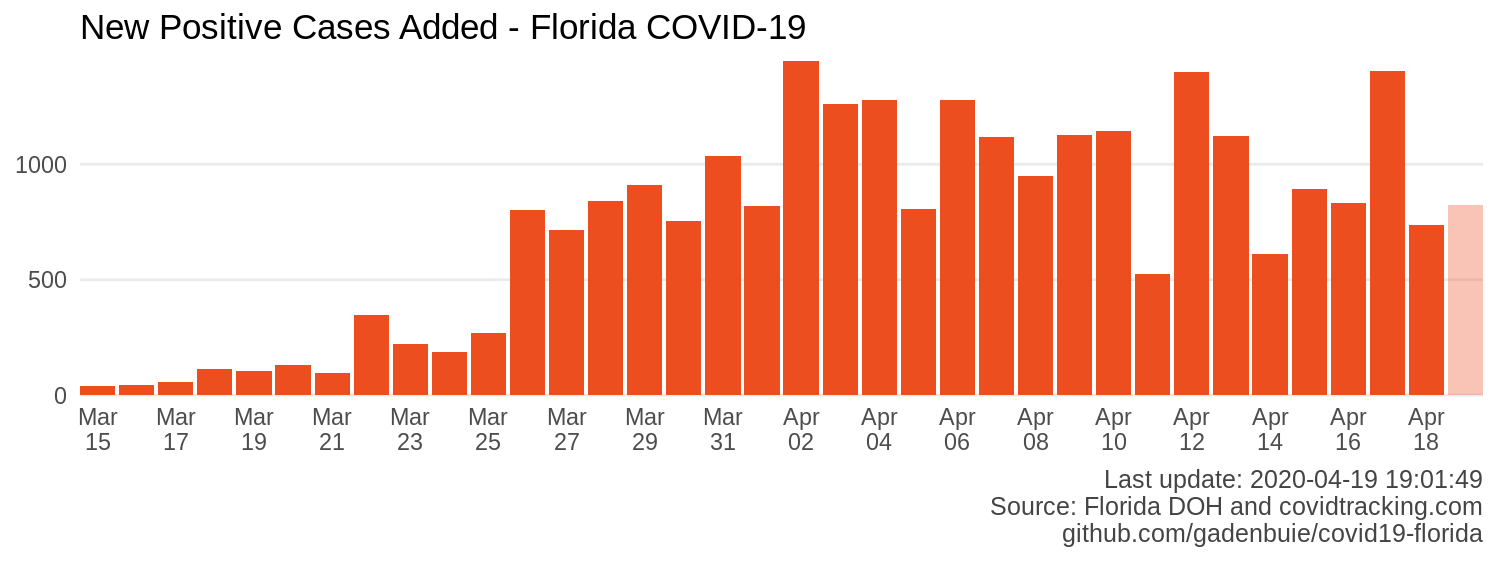 New Positive Cases Added - Florida COVID-19
1000
500
0
Mar Mar Mar Mar Mar Mar Mar Mar Mar Apr Apr Apr Apr Apr Apr Apr Apr Apr
15 17 19 21 23 25 27 29 31 02 04 06 08 10 12 14 16 18
Last update: 2020-04-19 19:01:49
Source: Florida DOH and covidtracking.com
github.com/gadenbuie/covid19-florida